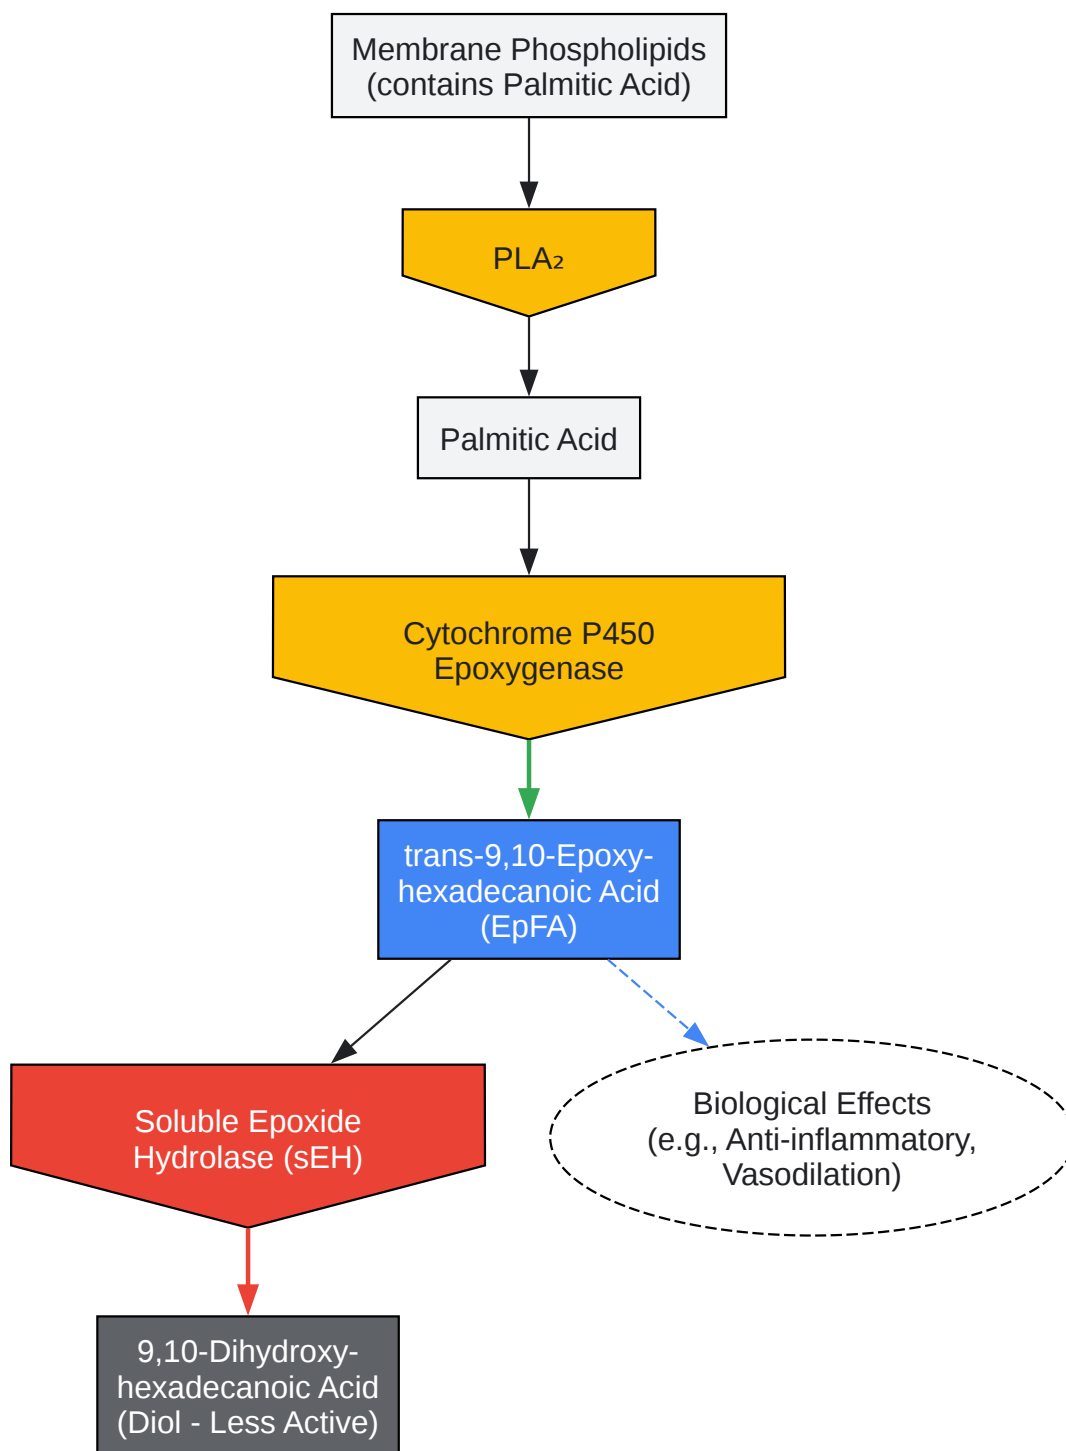 Membrane Phospholipids
(contains Palmitic Acid)
PLA₂
Palmitic Acid
Cytochrome P450
Epoxygenase
trans-9,10-Epoxy-
hexadecanoic Acid
(EpFA)
Soluble Epoxide
Hydrolase (sEH)
Biological Effects
(e.g., Anti-inflammatory,
Vasodilation)
9,10-Dihydroxy-
hexadecanoic Acid
(Diol - Less Active)